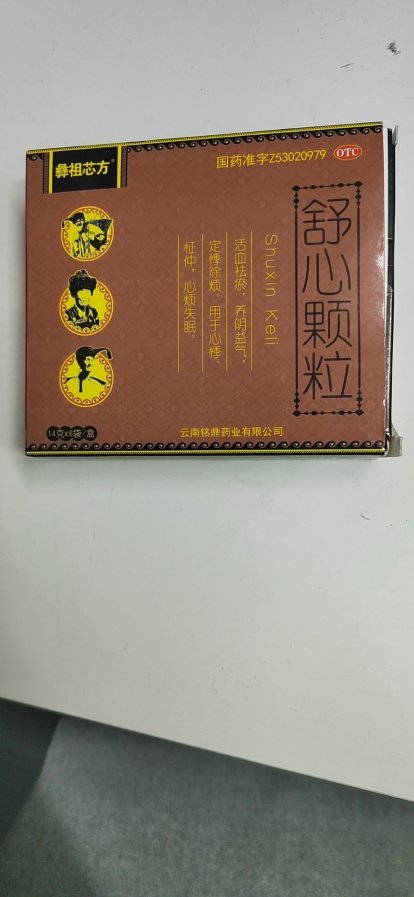 彝祖芯方®
国药准字Z53020979
OTC
舒心颗粒
Shuxin Keli
活血祛瘀，养阴益气，
定悸除烦。用于心悸，
怔忡，心烦失眠。
14克x6袋/盒
云南铭鼎药业有限公司